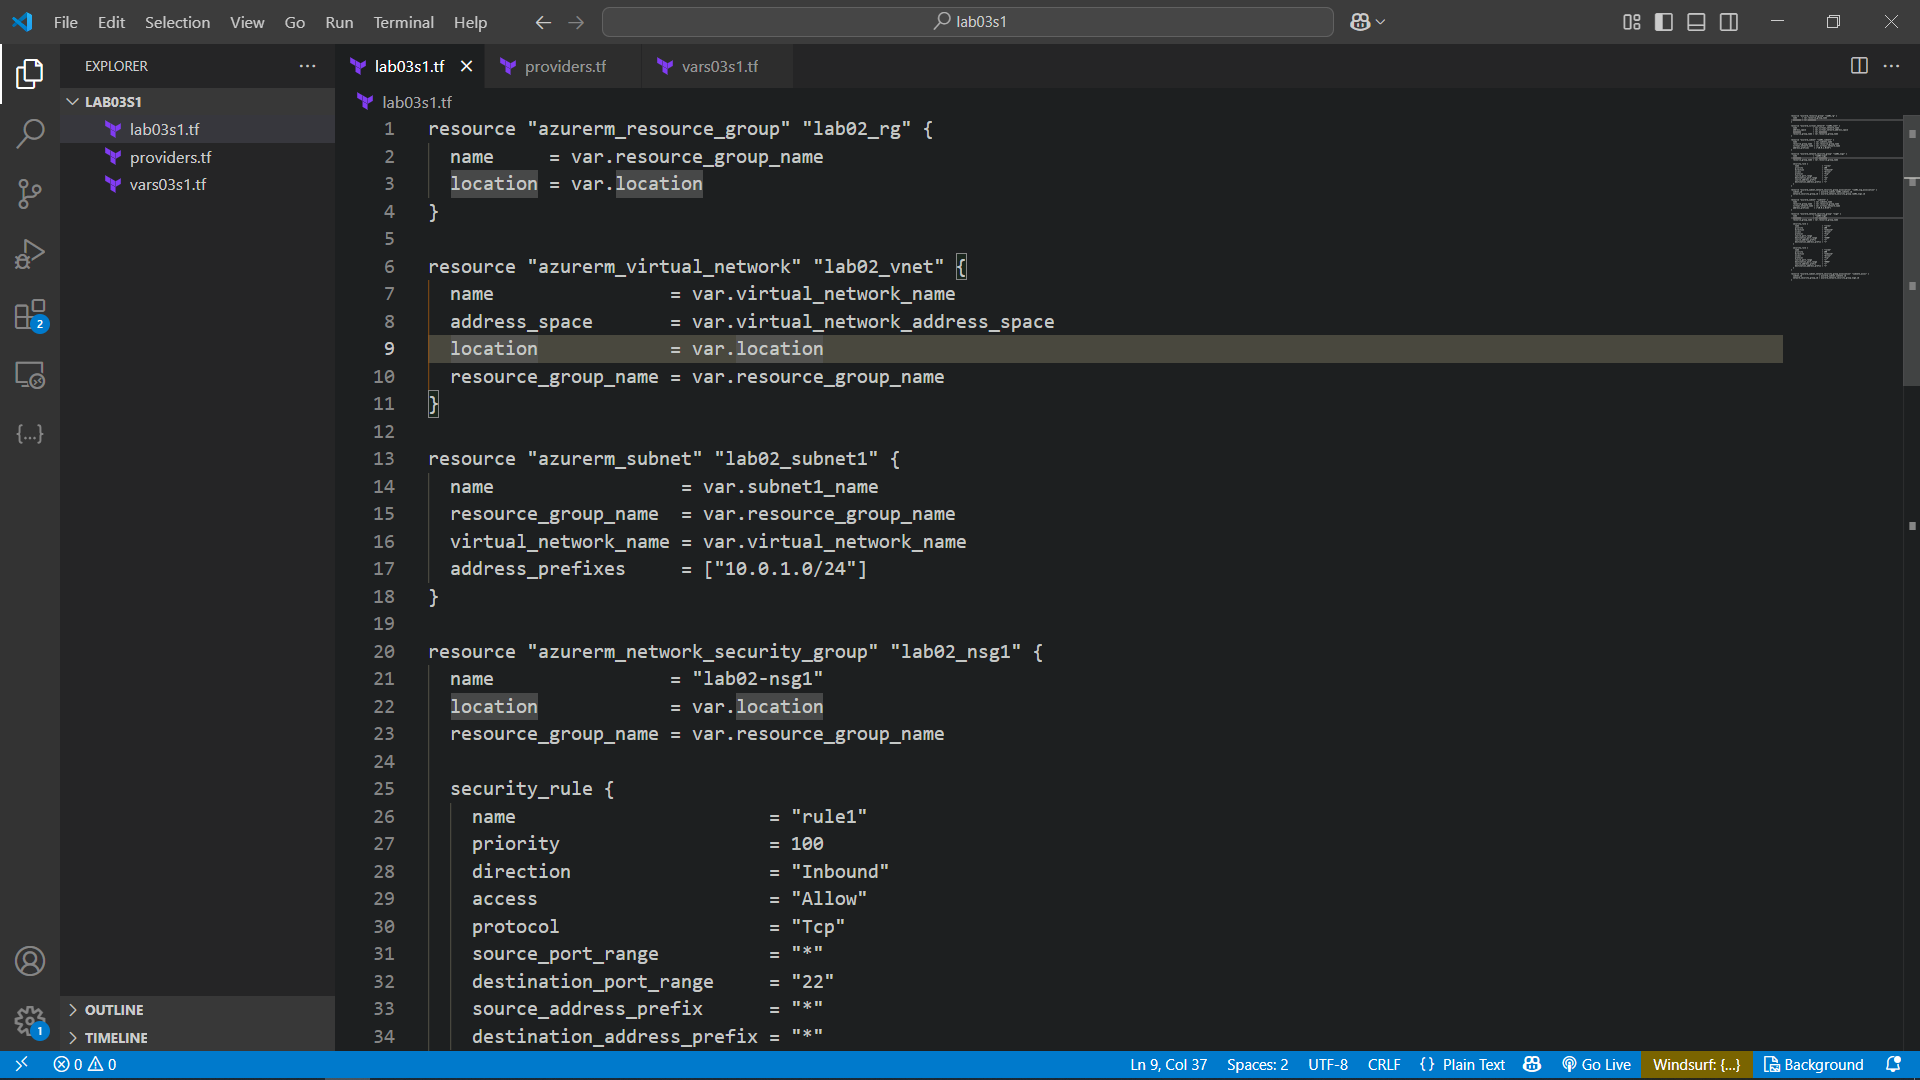 File Edit Selection View Go Run Terminal Help
lab03s1
EXPLORER
LAB03S1
lab03s1.tf
providers.tf
vars03s1.tf
2
OUTLINE
TIMELINE
1
lab03s1.tf
providers.tf
vars03s1.tf
lab03s1.tf
1 resource "azurerm_resource_group" "lab02_rg" {
2 name     = var.resource_group_name
3 location = var.location
4 }
5
6 resource "azurerm_virtual_network" "lab02_vnet" {
7 name                = var.virtual_network_name
8 address_space       = var.virtual_network_address_space
9 location            = var.location
10 resource_group_name = var.resource_group_name
11 }
12
13 resource "azurerm_subnet" "lab02_subnet1" {
14 name                 = var.subnet1_name
15 resource_group_name  = var.resource_group_name
16 virtual_network_name = var.virtual_network_name
17 address_prefixes     = ["10.0.1.0/24"]
18 }
19
20 resource "azurerm_network_security_group" "lab02_nsg1" {
21 name                = "lab02-nsg1"
22 location            = var.location
23 resource_group_name = var.resource_group_name
24
25 security_rule {
26 name                       = "rule1"
27 priority                   = 100
28 direction                  = "Inbound"
29 access                     = "Allow"
30 protocol                   = "Tcp"
31 source_port_range          = "*"
32 destination_port_range     = "22"
33 source_address_prefix      = "*"
34 destination_address_prefix = "*"
0 0
Ln 9, Col 37
Spaces: 2
UTF-8
CRLF
{} Plain Text
Go Live
Windsurf: {...}
Background